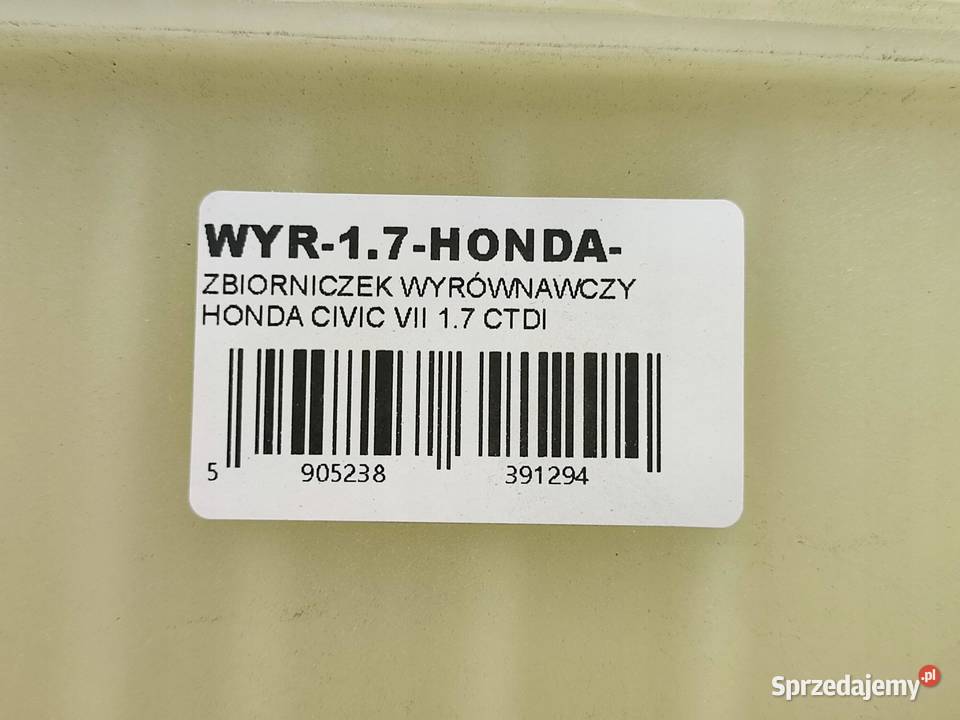 WYR-1.7-HONDA-
ZBIORNICZEK WYRÓWNAWCZY
HONDA CIVIC VII 1.7 CTDI
5 905238 391294
Sprzedajemy.pl